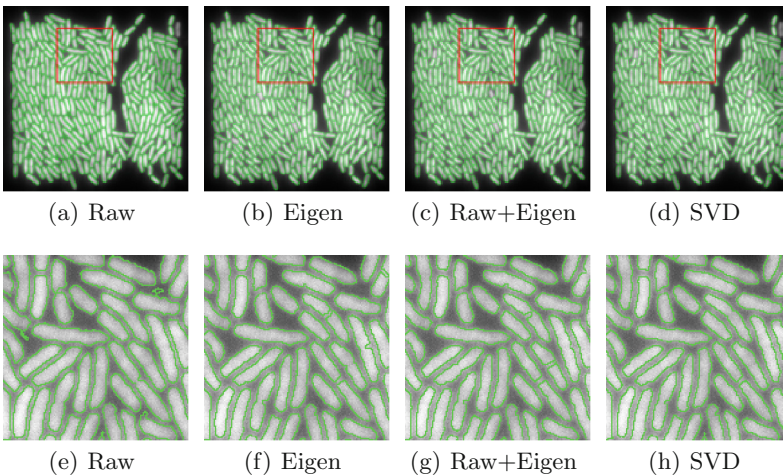 (a) Raw (b) Eigen (c) Raw+Eigen (d) SVD
(e) Raw (f) Eigen (g) Raw+Eigen (h) SVD